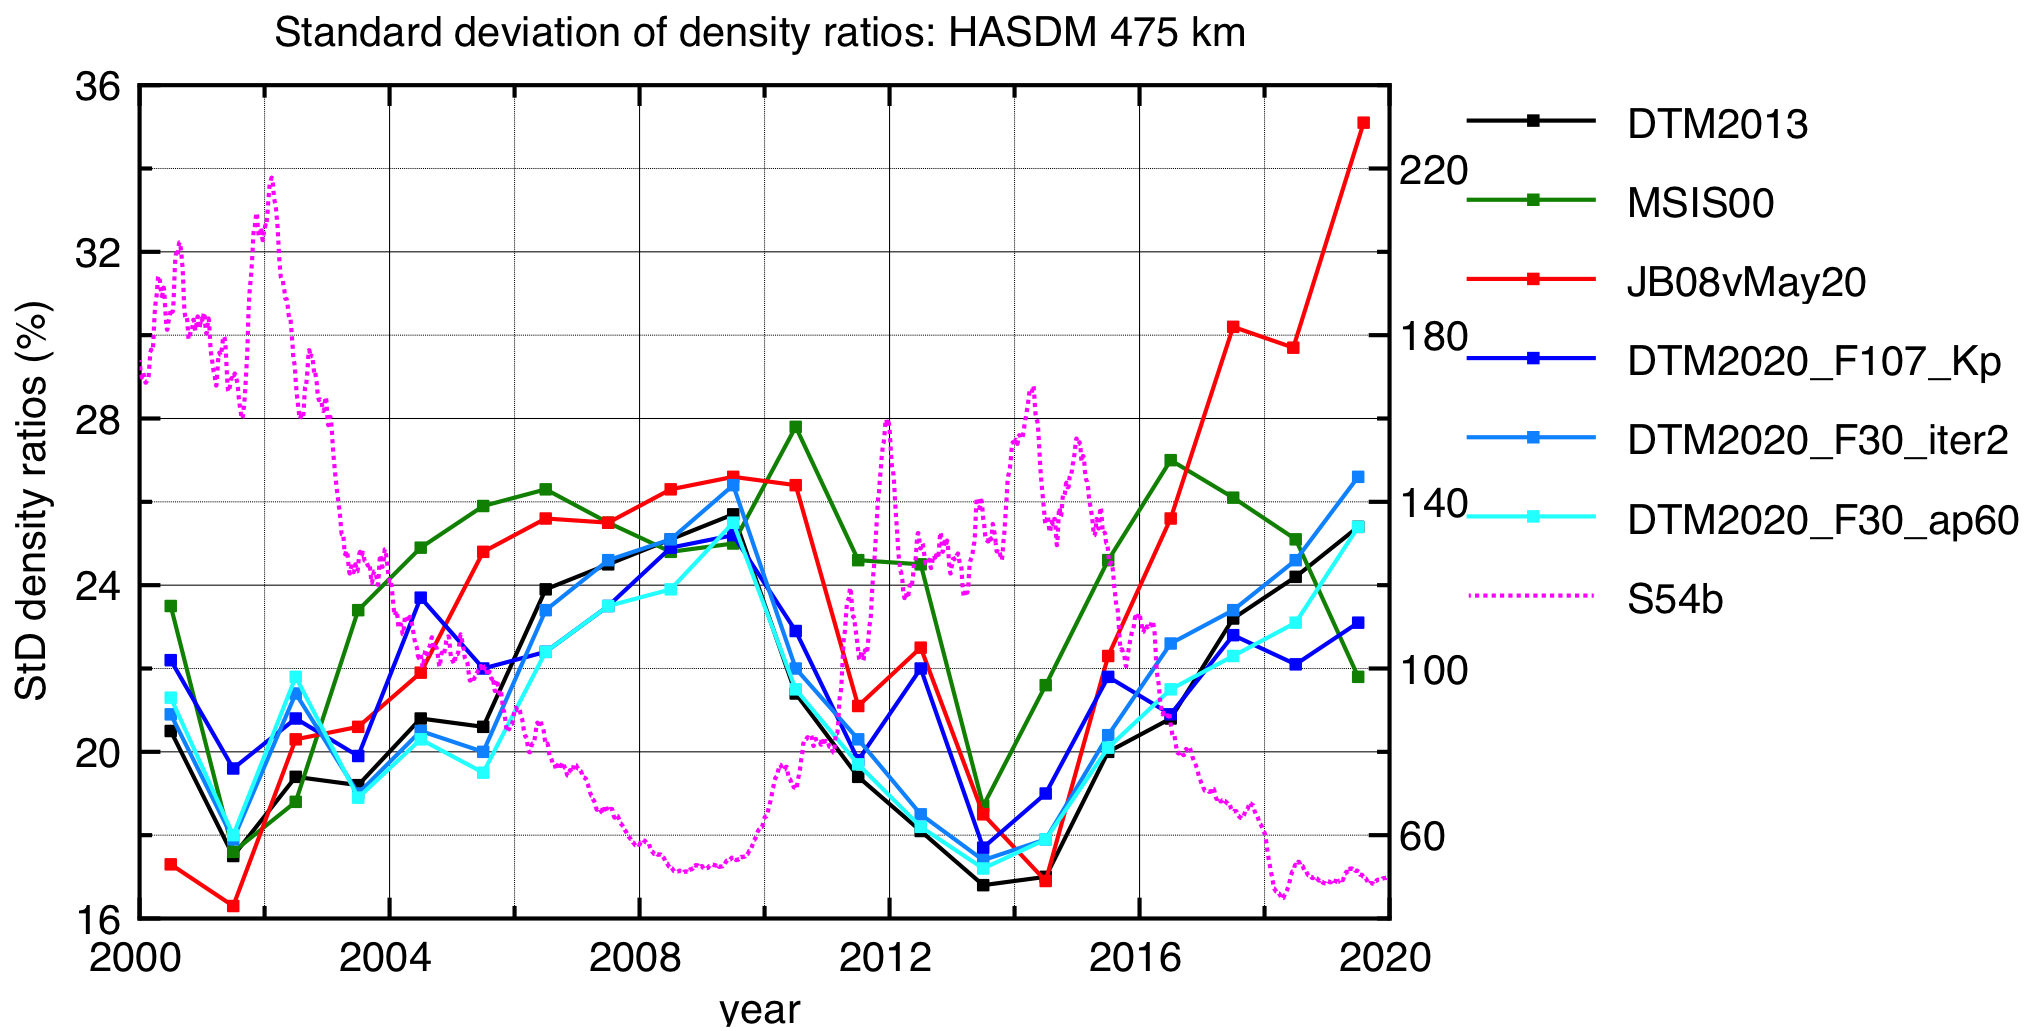 Standard deviation of density ratios: HASDM 475 km
StD density ratios (%)
36
32
28
24
20
16
220
180
140
100
60
2000
2004
2008
2012
2016
2020
year
DTM2013
MSIS00
JB08vMay20
DTM2020_F107_Kp
DTM2020_F30_iter2
DTM2020_F30_ap60
S54b